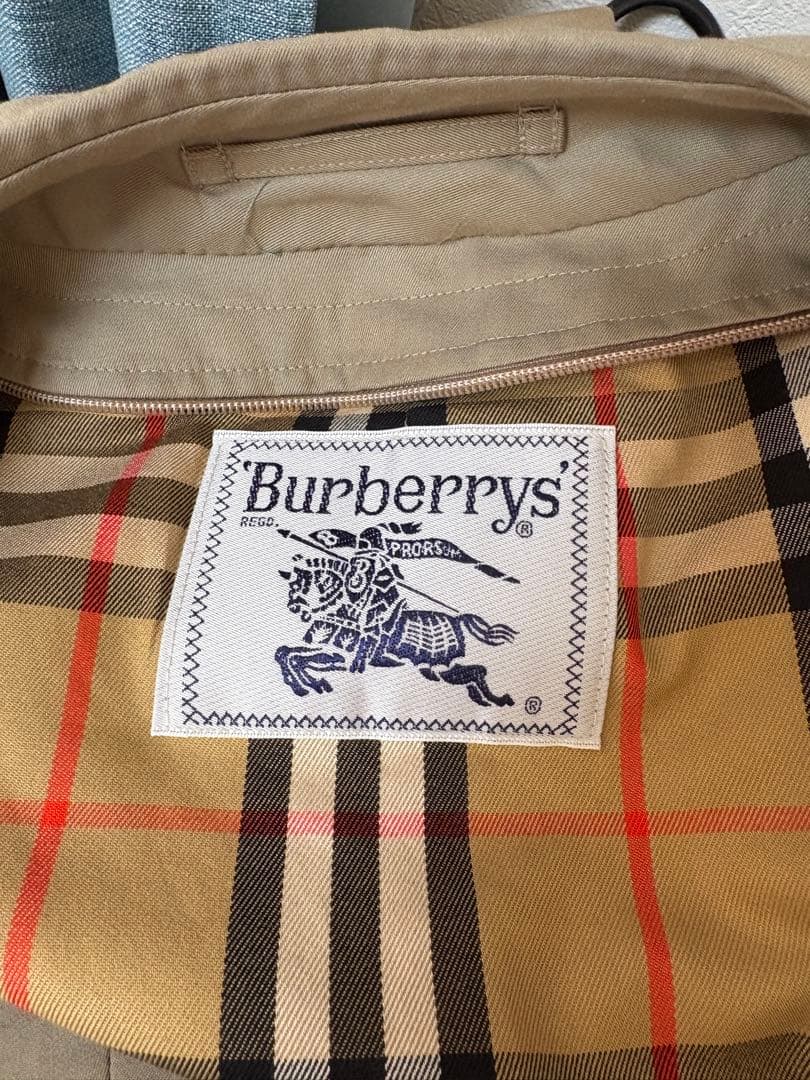 'Burberrys'
REGD.
®
PRORSUM
®